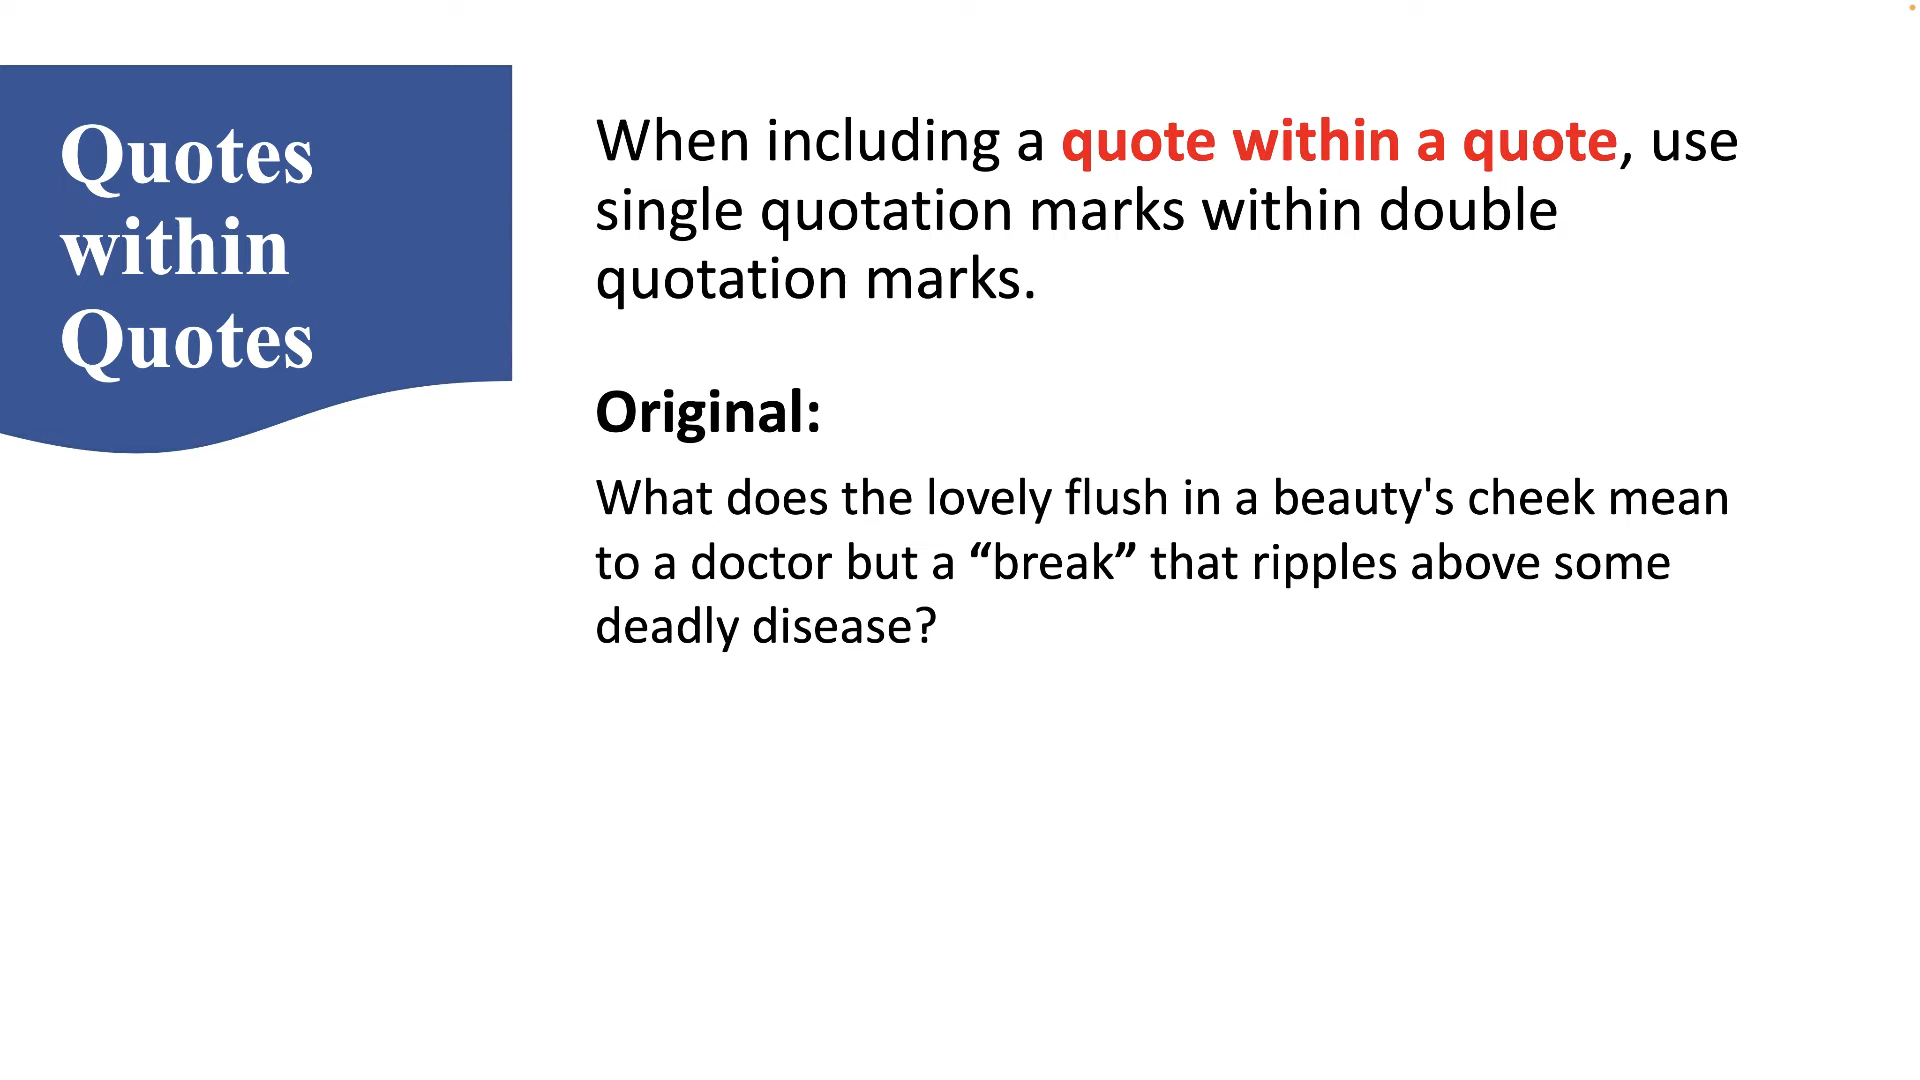 Quotes
within
Quotes
When including a quote within a quote, use
single quotation marks within double
quotation marks.
Original:
What does the lovely flush in a beauty's cheek mean
to a doctor but a “break” that ripples above some
deadly disease?